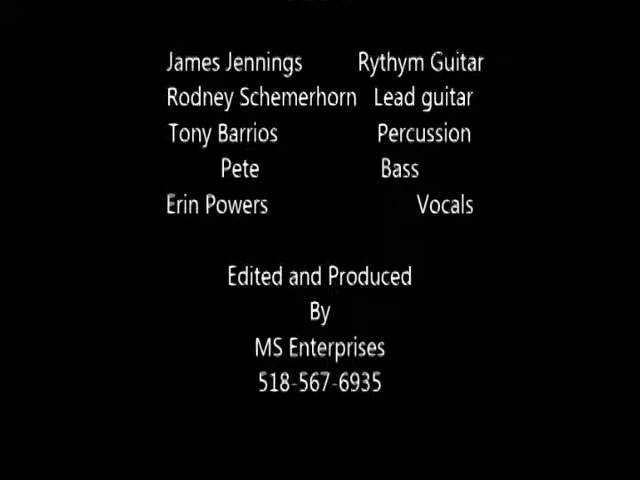 James Jennings Rythym Guitar
Rodney Schemerhorn Lead guitar
Tony Barrios Percussion
Pete Bass
Erin Powers Vocals
Edited and Produced
By
MS Enterprises
518-567-6935